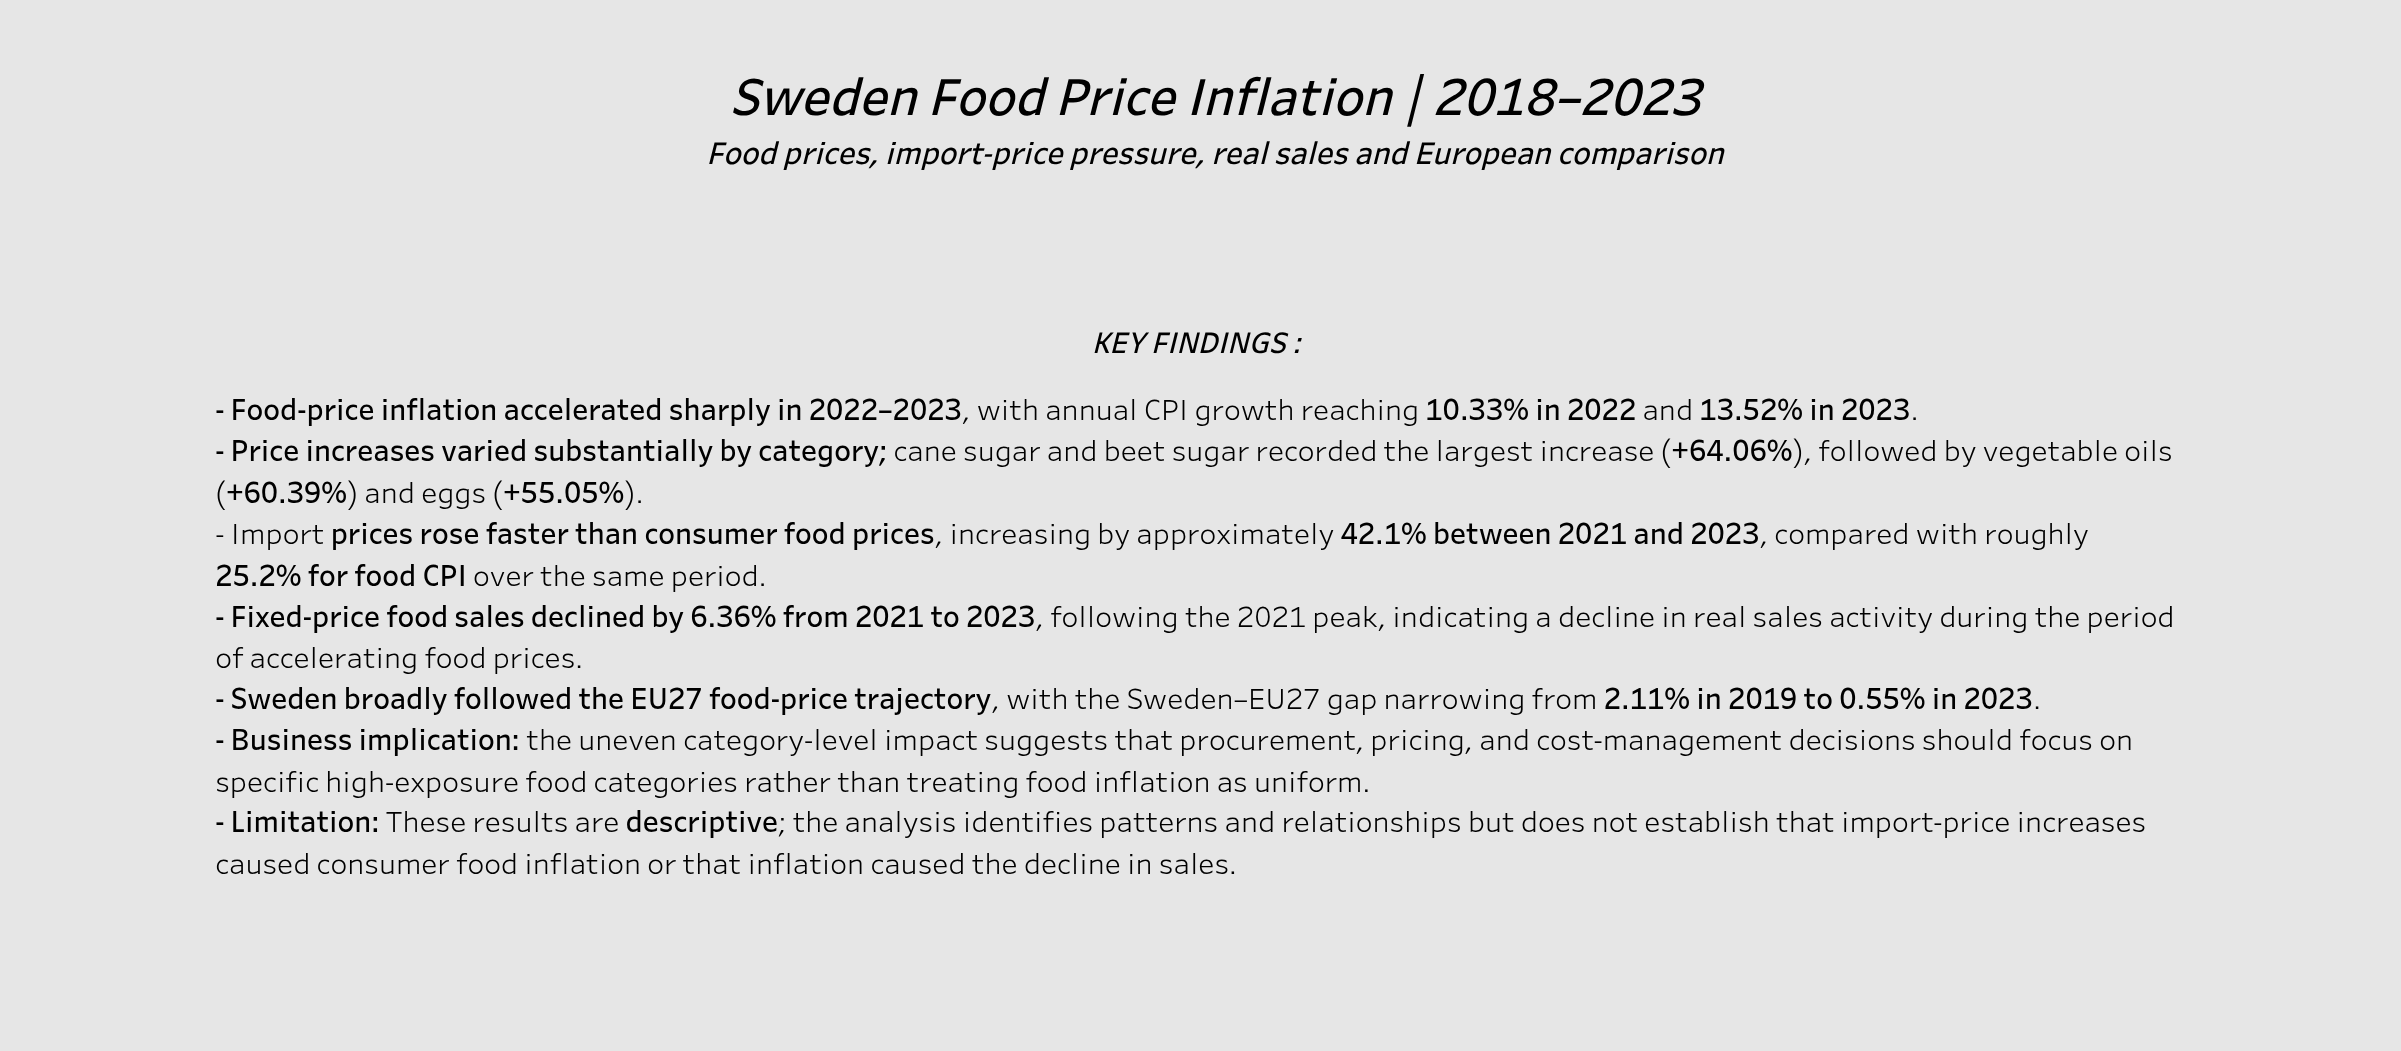 Sweden Food Price Inflation | 2018–2023
Food prices, import-price pressure, real sales and European comparison
KEY FINDINGS :
- Food-price inflation accelerated sharply in 2022–2023, with annual CPI growth reaching 10.33% in 2022 and 13.52% in 2023.
- Price increases varied substantially by category; cane sugar and beet sugar recorded the largest increase (+64.06%), followed by vegetable oils
(+60.39%) and eggs (+55.05%).
- Import prices rose faster than consumer food prices, increasing by approximately 42.1% between 2021 and 2023, compared with roughly
25.2% for food CPI over the same period.
- Fixed-price food sales declined by 6.36% from 2021 to 2023, following the 2021 peak, indicating a decline in real sales activity during the period
of accelerating food prices.
- Sweden broadly followed the EU27 food-price trajectory, with the Sweden–EU27 gap narrowing from 2.11% in 2019 to 0.55% in 2023.
- Business implication: the uneven category-level impact suggests that procurement, pricing, and cost-management decisions should focus on
specific high-exposure food categories rather than treating food inflation as uniform.
- Limitation: These results are descriptive; the analysis identifies patterns and relationships but does not establish that import-price increases
caused consumer food inflation or that inflation caused the decline in sales.